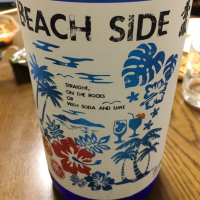 BEACH SIDE
STRAIGHT,
ON THE ROCKS
OR
WITH SODA AND LIME